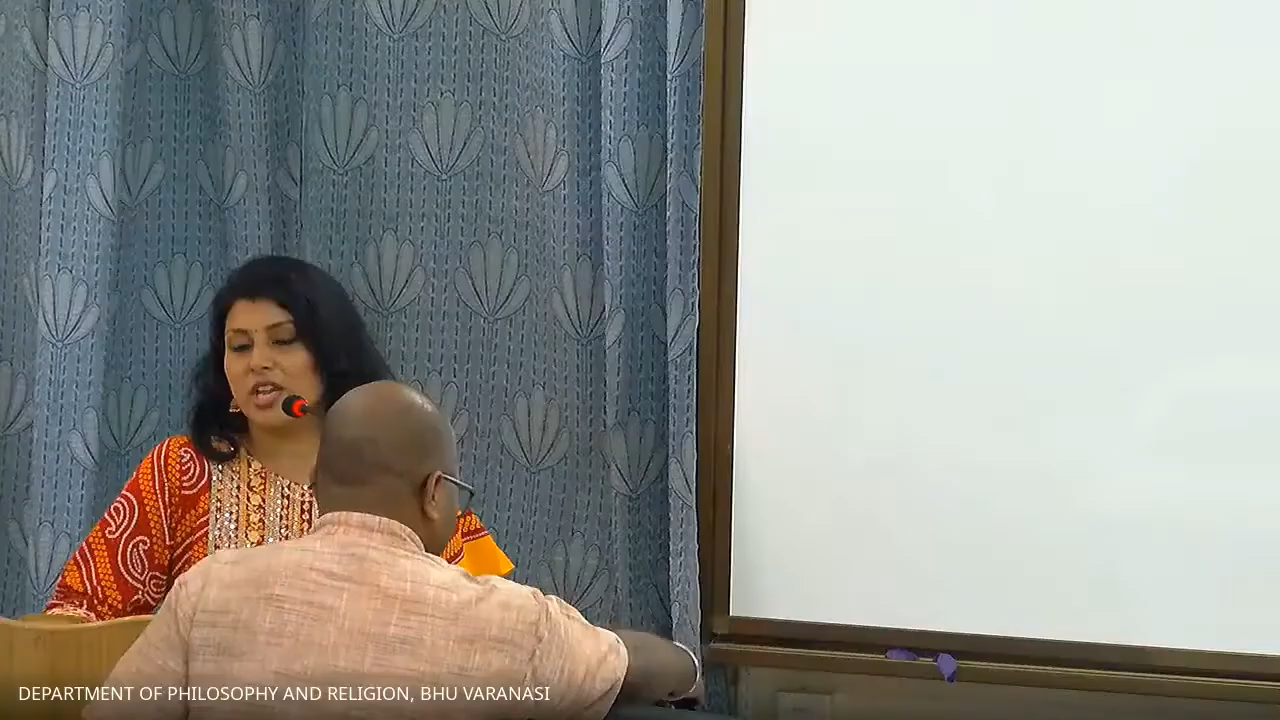 DEPARTMENT OF PHILOSOPHY AND RELIGION, BHU VARANASI